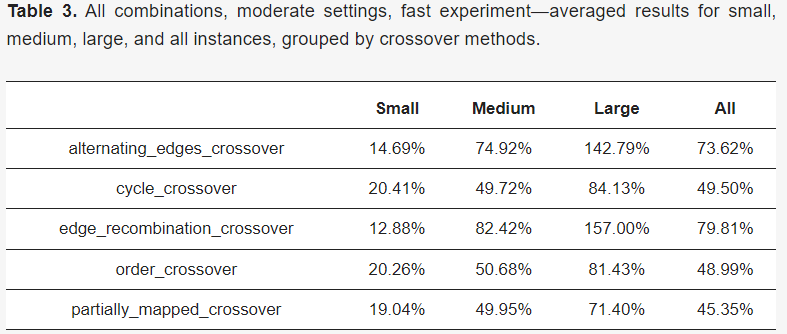 Table 3. All combinations, moderate settings, fast experiment—averaged results for small,
medium, large, and all instances, grouped by crossover methods.
Small Medium Large All
alternating_edges_crossover 14.69% 74.92% 142.79% 73.62%
cycle_crossover 20.41% 49.72% 84.13% 49.50%
edge_recombination_crossover 12.88% 82.42% 157.00% 79.81%
order_crossover 20.26% 50.68% 81.43% 48.99%
partially_mapped_crossover 19.04% 49.95% 71.40% 45.35%